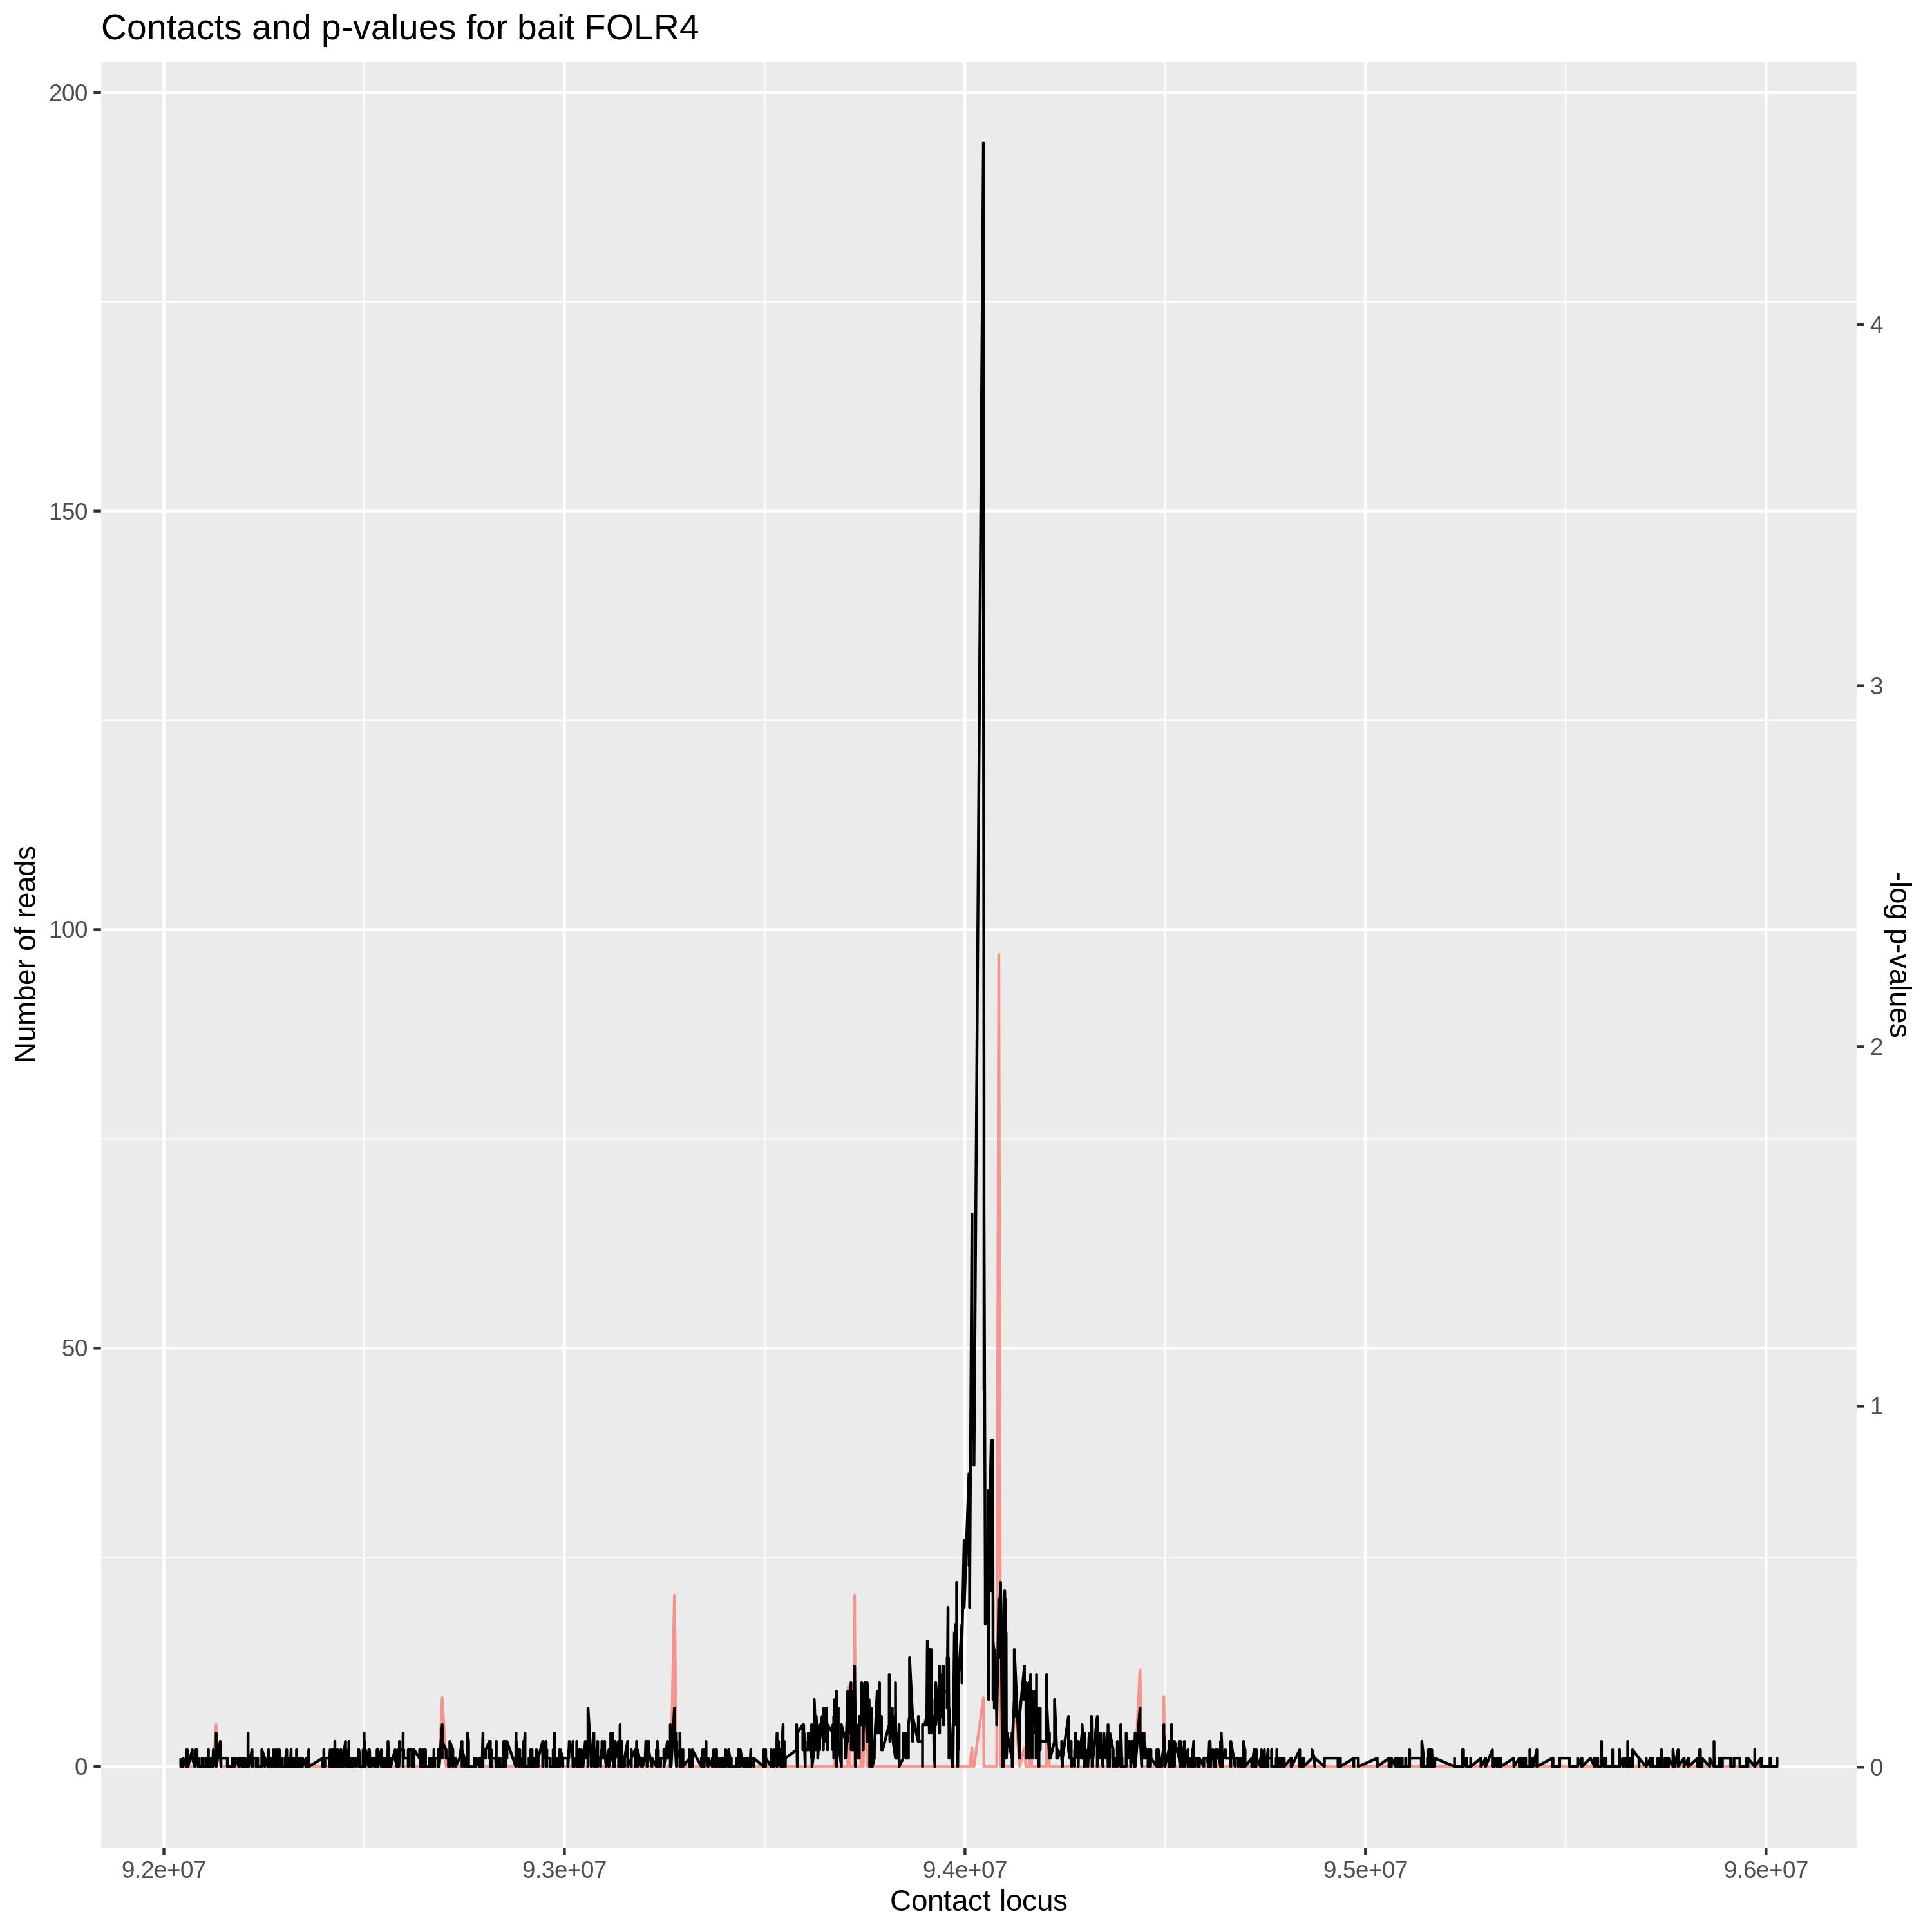 Contacts and p-values for bait FOLR4
200
150
100
50
0
Number of reads
4
3
2
1
0
-log p-values
9.2e+07
9.3e+07
9.4e+07
9.5e+07
9.6e+07
Contact locus